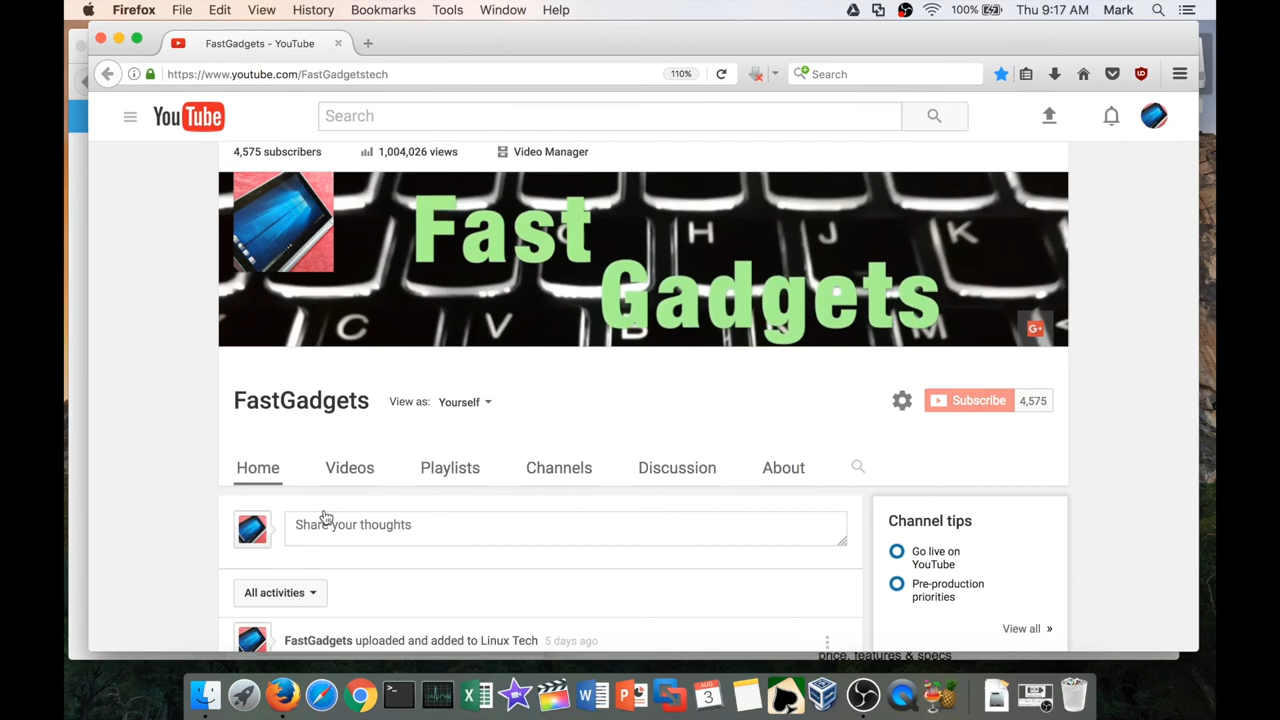 Firefox File Edit View History Bookmarks Tools Window Help 100% Thu 9:17 AM Mark
FastGadgets - YouTube
https://www.youtube.com/FastGadgetstech 110% Search
YouTube Search
4,575 subscribers 1,004,026 views Video Manager
Fast
H J K
Gadgets
C V B N M
G+
FastGadgets View as: Yourself Subscribe 4,575
Home Videos Playlists Channels Discussion About
Share your thoughts
Channel tips
Go live on
YouTube
Pre-production
priorities
All activities
View all »
FastGadgets uploaded and added to Linux Tech 5 days ago
price, features & specs
AUG
3